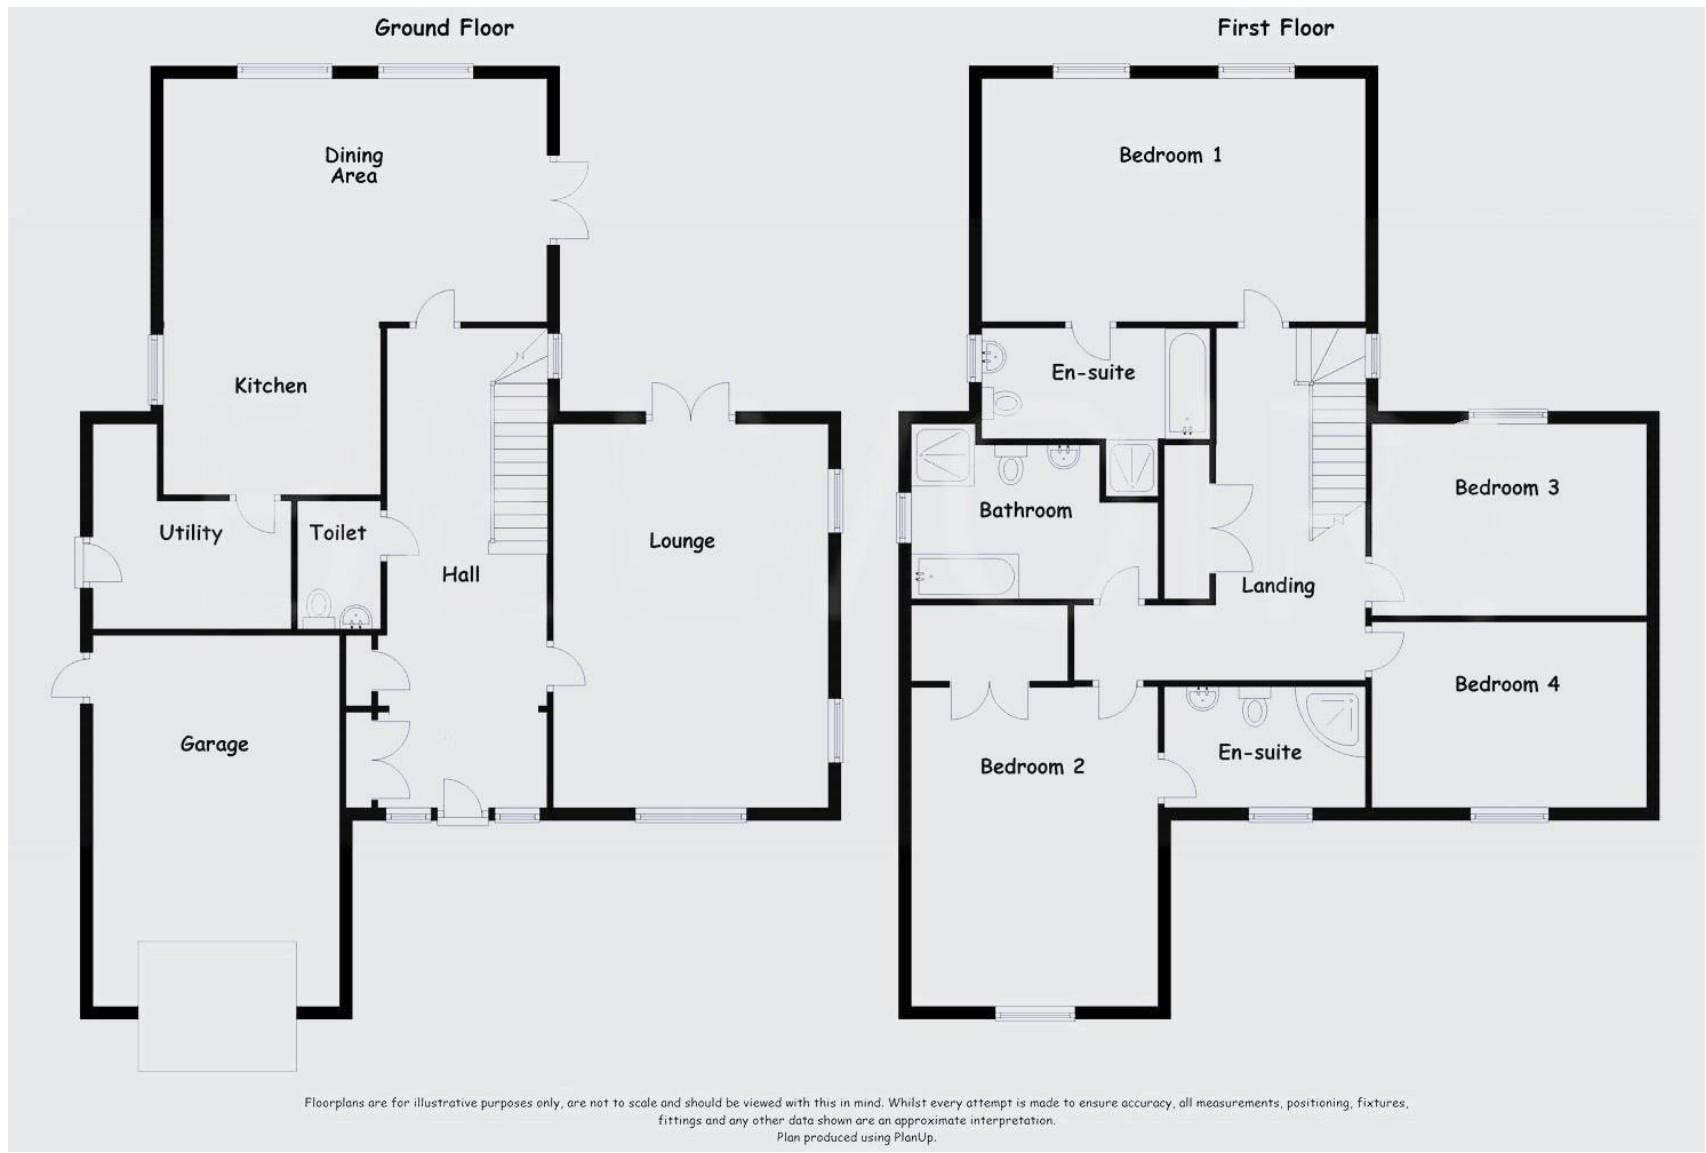 Ground Floor
Dining
Area
Kitchen
Utility
Toilet
Hall
Lounge
Garage
First Floor
Bedroom 1
En-suite
Bathroom
Bedroom 3
Landing
Bedroom 4
Bedroom 2
En-suite
Floorplans are for illustrative purposes only, are not to scale and should be viewed with this in mind. Whilst every attempt is made to ensure accuracy, all measurements, positioning, fixtures,
fittings and any other data shown are an approximate interpretation.
Plan produced using PlanUp.